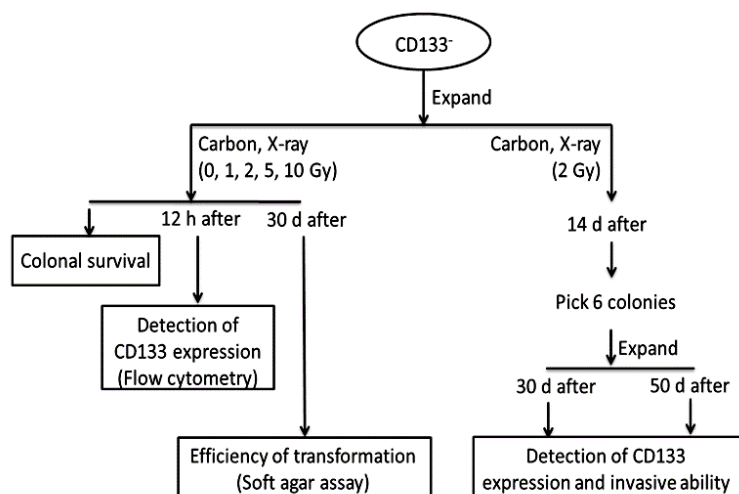 CD133⁻
Expand
Carbon, X-ray
(0, 1, 2, 5, 10 Gy)
Carbon, X-ray
(2 Gy)
12 h after
30 d after
14 d after
Colonal survival
Pick 6 colonies
Detection of
CD133 expression
(Flow cytometry)
Expand
30 d after
50 d after
Efficiency of transformation
(Soft agar assay)
Detection of CD133
expression and invasive ability